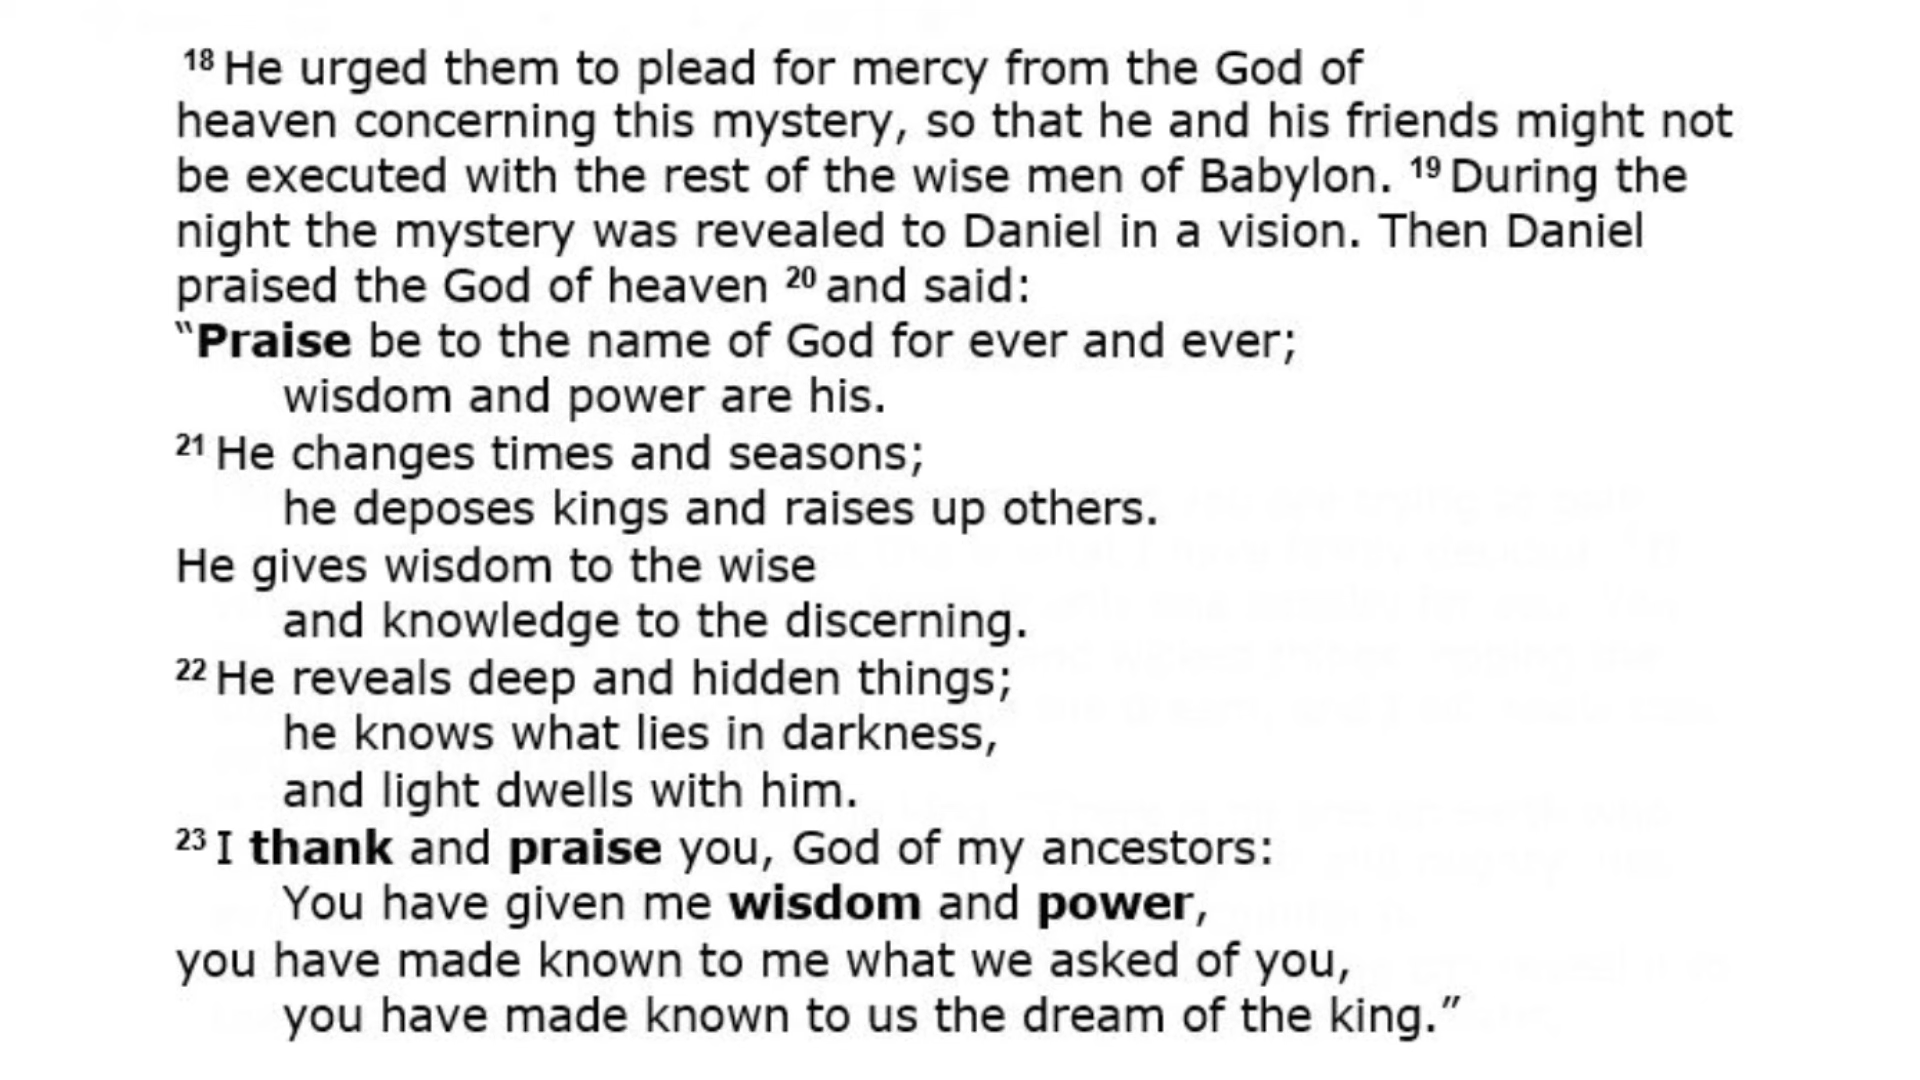 18 He urged them to plead for mercy from the God of
heaven concerning this mystery, so that he and his friends might not
be executed with the rest of the wise men of Babylon. 19 During the
night the mystery was revealed to Daniel in a vision. Then Daniel
praised the God of heaven 20 and said:
“Praise be to the name of God for ever and ever;
wisdom and power are his.
21 He changes times and seasons;
he deposes kings and raises up others.
He gives wisdom to the wise
and knowledge to the discerning.
22 He reveals deep and hidden things;
he knows what lies in darkness,
and light dwells with him.
23 I thank and praise you, God of my ancestors:
You have given me wisdom and power,
you have made known to me what we asked of you,
you have made known to us the dream of the king.”